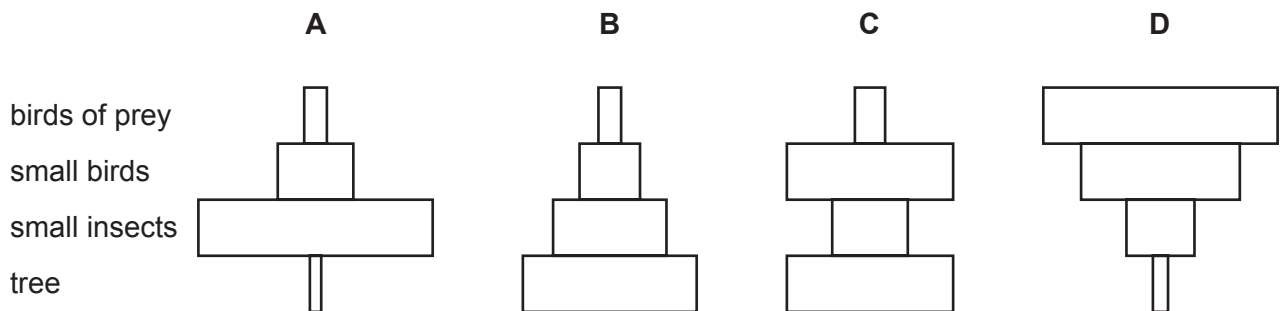 A B C D
birds of prey
small birds
small insects
tree